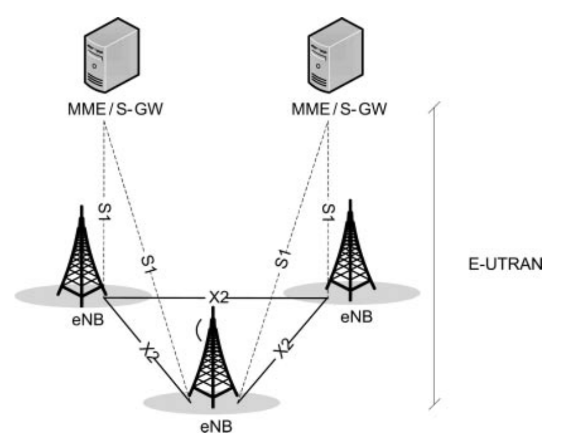 MME/S-GW
MME/S-GW
S1
S1
S1
S1
E-UTRAN
X2
eNB
eNB
X2
X2
eNB